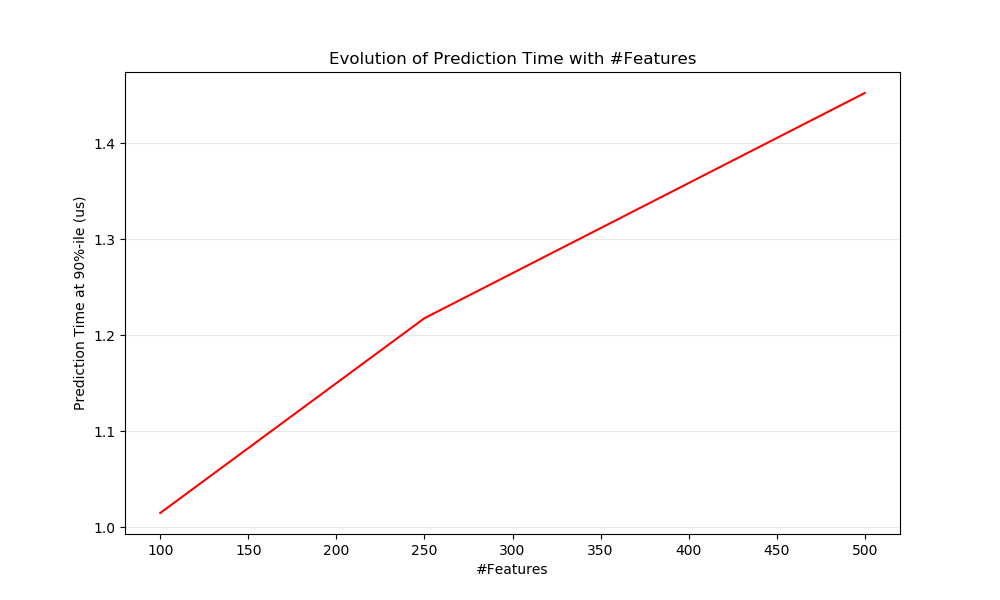 Evolution of Prediction Time with #Features
Prediction Time at 90%-ile (us)
1.4
1.3
1.2
1.1
1.0
100 150 200 250 300 350 400 450 500
#Features